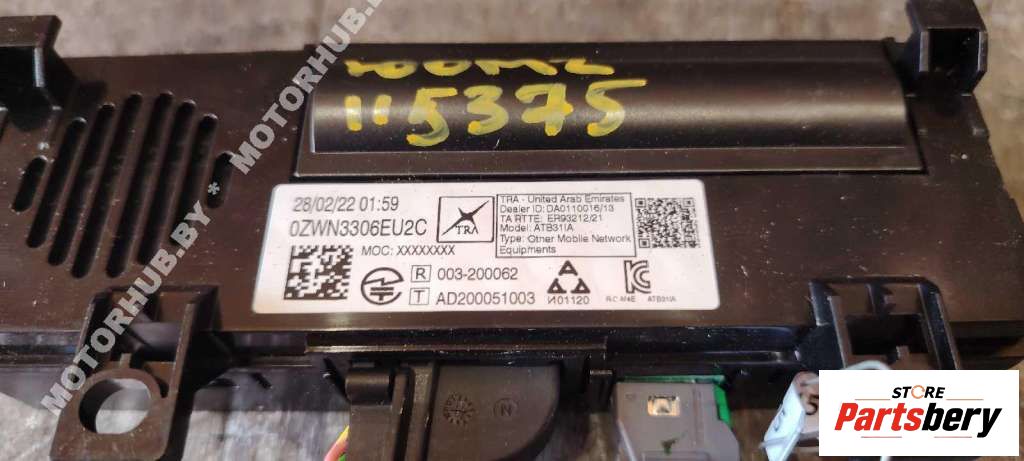 115375
28/02/22 01:59
0ZWN3306EU2C
MOC: XXXXXXXX
TRA
TRA - United Arab Emirates
Dealer ID: DA0110016/13
TA RTTE: ER93212/21
Model: ATB31IA
Type: Other Mobile Network
Equipments
R 003-200062
T AD200051003
И01120
R-C-M4E ATB31IA
N
MOTORHUB.BY * MOTORHUB.COM
STORE
Partsbery